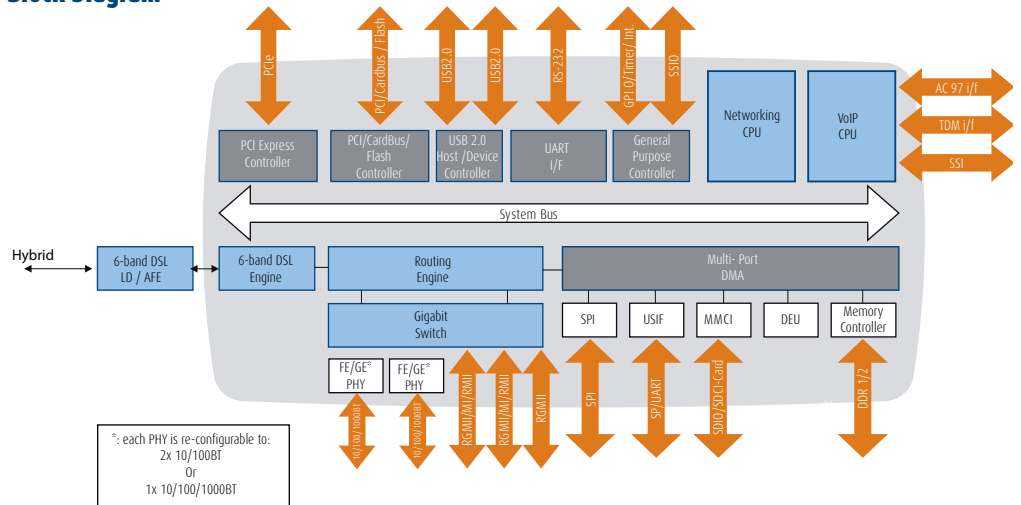 Block Diagram
PCIe
PCI/Cardbus / Flash
USB2.0
USB2.0
RS-232
GPI O/Timer/ Int.
SSIO
AC 97 i/f
TDM i/f
SSI
PCI Express
Controller
PCI/CardBus/
Flash
Controller
USB 2.0
Host /Device
Controller
UART
I/F
General
Purpose
Controller
Networking
CPU
VoIP
CPU
System Bus
Hybrid
6-band DSL
LD / AFE
6-band DSL
Engine
Routing
Engine
Multi- Port
DMA
Gigabit
Switch
SPI
USIF
MMCI
DEU
Memory
Controller
FE/GE*
PHY
FE/GE*
PHY
10/100/1000BT
10/100/1000BT
RGMII/MI/RMII
RGMII/MI/RMII
RGMII
SPI
SP/UART
SDIO/SDCI-Card
DDR 1/2
*: each PHY is re-configurable to:
2x 10/100BT
Or
1x 10/100/1000BT